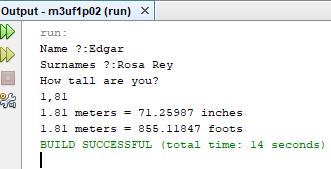 Output - m3uf1p02 (run)
run:
Name ?:Edgar
Surnames ?:Rosa Rey
How tall are you?
1,81
1.81 meters = 71.25987 inches
1.81 meters = 855.11847 foots
BUILD SUCCESSFUL (total time: 14 seconds)